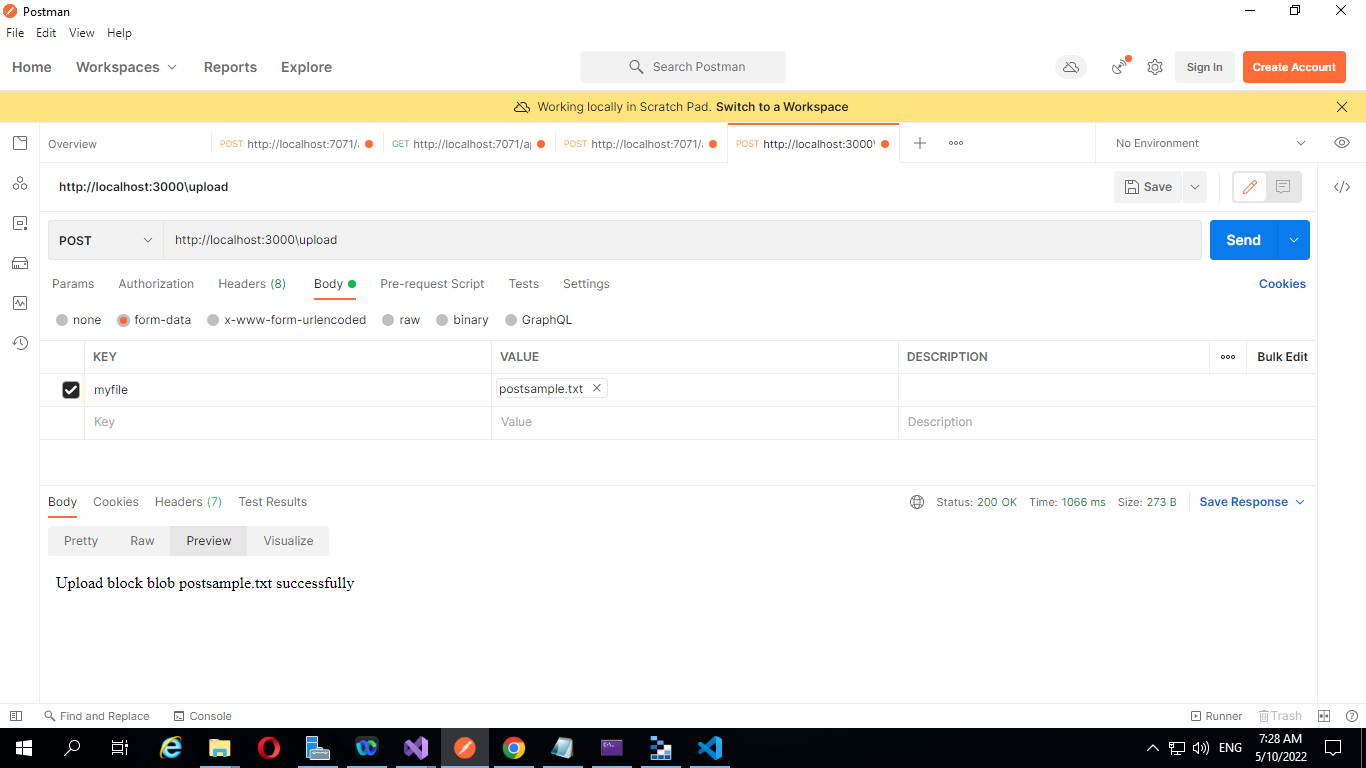 Postman
File Edit View Help
Home Workspaces Reports Explore Search Postman Sign In Create Account
Working locally in Scratch Pad. Switch to a Workspace
Overview POST http://localhost:7071/ GET http://localhost:7071/a POST http://localhost:7071/ POST http://localhost:3000\ No Environment
http://localhost:3000\upload Save
POST http://localhost:3000\upload Send
Params Authorization Headers (8) Body Pre-request Script Tests Settings Cookies
none form-data x-www-form-urlencoded raw binary GraphQL
KEY VALUE DESCRIPTION Bulk Edit
myfile postsample.txt
Key Value Description
Body Cookies Headers (7) Test Results Status: 200 OK Time: 1066 ms Size: 273 B Save Response
Pretty Raw Preview Visualize
Upload block blob postsample.txt successfully
Find and Replace Console Runner Trash
ENG 7:28 AM
5/10/2022